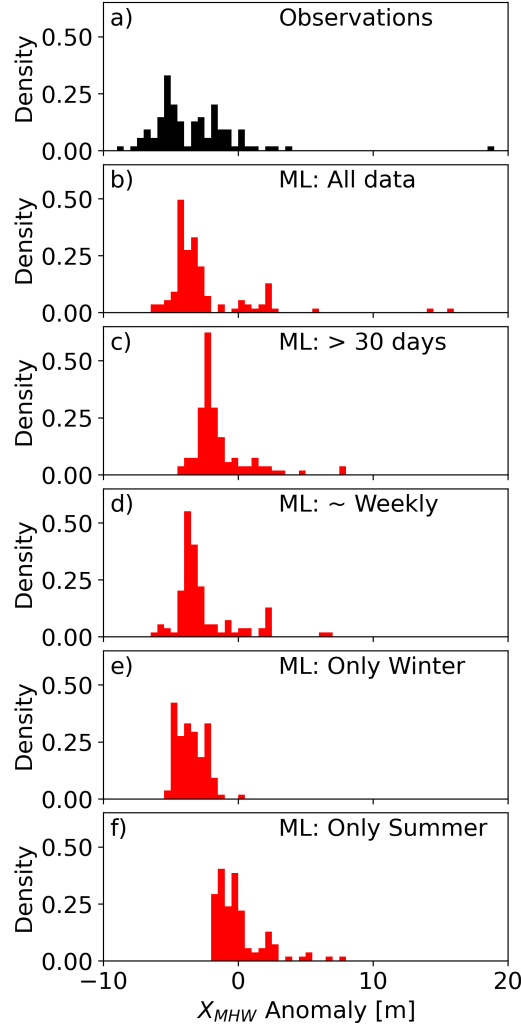 a) Observations
Density
0.50
0.25
0.00
b) ML: All data
Density
0.50
0.25
0.00
c) ML: > 30 days
Density
0.50
0.25
0.00
d) ML: ~ Weekly
Density
0.50
0.25
0.00
e) ML: Only Winter
Density
0.50
0.25
0.00
f) ML: Only Summer
Density
0.50
0.25
0.00
−10 0 10 20
X_MHW Anomaly [m]